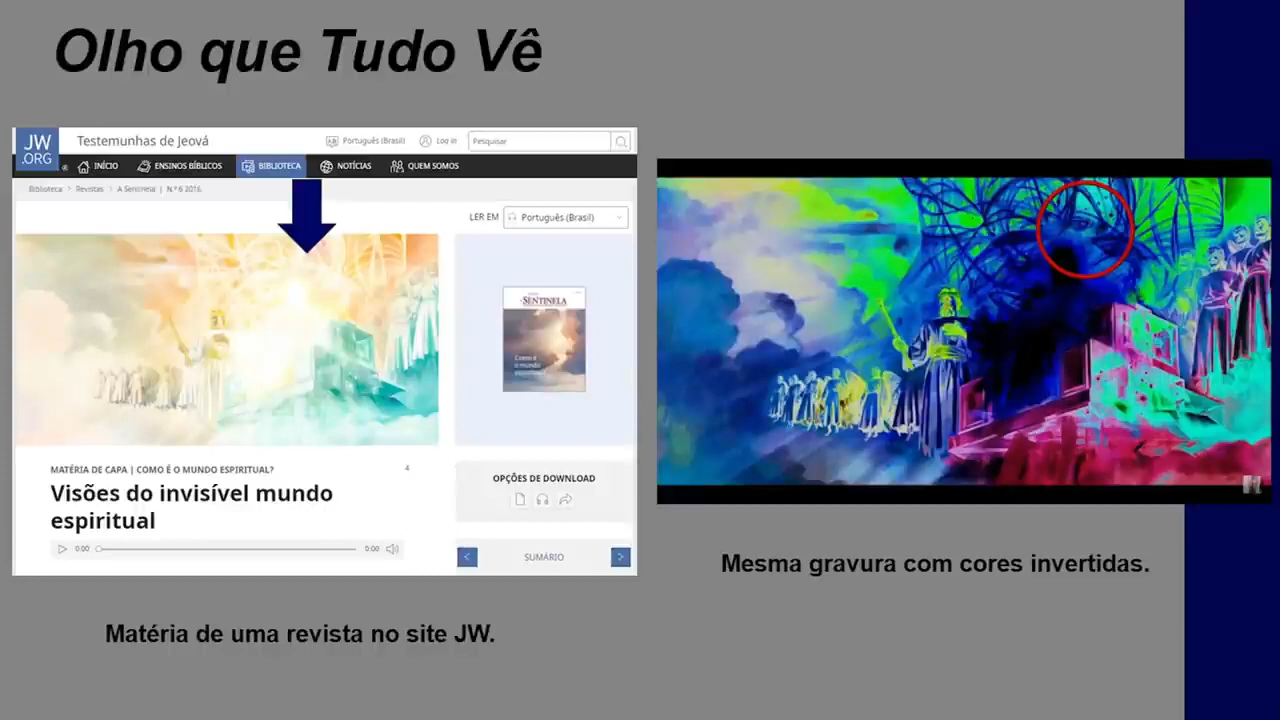 Olho que Tudo Vê
JW
.ORG
Testemunhas de Jeová
Português (Brasil)
Log in
Pesquisar
INÍCIO
ENSINOS BÍBLICOS
BIBLIOTECA
NOTÍCIAS
QUEM SOMOS
Biblioteca > Revistas > A Sentinela | N.º 6 2016
LER EM
Português (Brasil)
SENTINELA
Como é
o mundo
espiritual?
MATÉRIA DE CAPA | COMO É O MUNDO ESPIRITUAL?
4
Visões do invisível mundo
espiritual
0:00
0:00
OPÇÕES DE DOWNLOAD
< SUMÁRIO >
Mesma gravura com cores invertidas.
Matéria de uma revista no site JW.